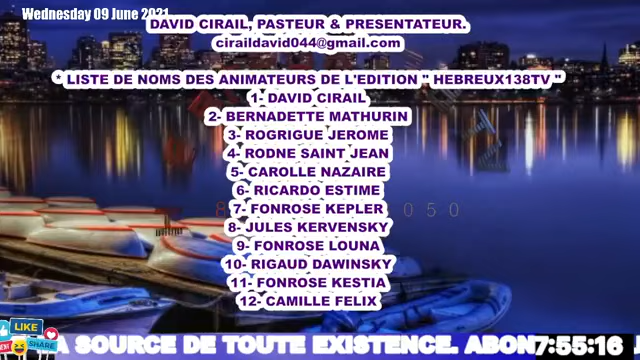 Wednesday 09 June 2021
DAVID CIRAIL, PASTEUR & PRESENTATEUR.
ciraildavid044@gmail.com
* LISTE DE NOMS DES ANIMATEURS DE L'EDITION " HEBREUX138TV "
1- DAVID CIRAIL
2- BERNADETTE MATHURIN
3- ROGRIGUE JEROME
4- RODNE SAINT JEAN
5- CAROLLE NAZAIRE
6- RICARDO ESTIME
7- FONROSE KEPLER
050
8- JULES KERVENSKY
9- FONROSE LOUNA
10- RIGAUD DAWINSKY
11- FONROSE KESTIA
12- CAMILLE FELIX
LIKE
SHARE
A SOURCE DE TOUTE EXISTENCE. ABON
7:55:16